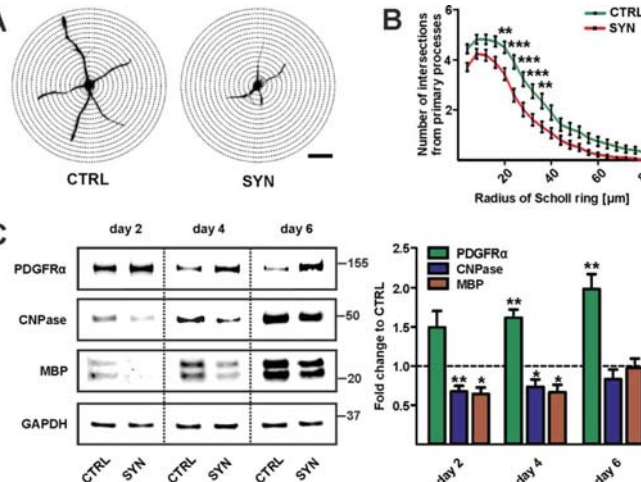 A
CTRL
SYN
B
CTRL
SYN
Number of intersections
from primary processes
6
4
2
**
***
***
***
**
20
40
60
Radius of Scholl ring [µm]
C
day 2
day 4
day 6
PDGFRα
155
CNPase
50
MBP
20
GAPDH
37
CTRL
SYN
CTRL
SYN
CTRL
SYN
Fold change to CTRL
2.5
2.0
1.5
1.0
0.5
PDGFRα
CNPase
MBP
**
*
**
*
*
**
day 2
day 4
day 6